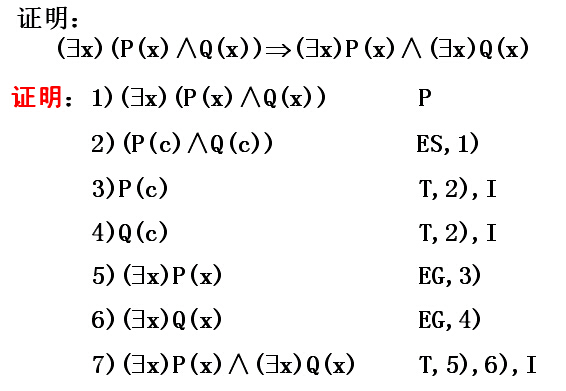 证明：
(∃x)(P(x)∧Q(x))⇒(∃x)P(x)∧(∃x)Q(x)
证明：1)(∃x)(P(x)∧Q(x)) P
2)(P(c)∧Q(c)) ES,1)
3)P(c) T,2),I
4)Q(c) T,2),I
5)(∃x)P(x) EG,3)
6)(∃x)Q(x) EG,4)
7)(∃x)P(x)∧(∃x)Q(x) T,5),6),I